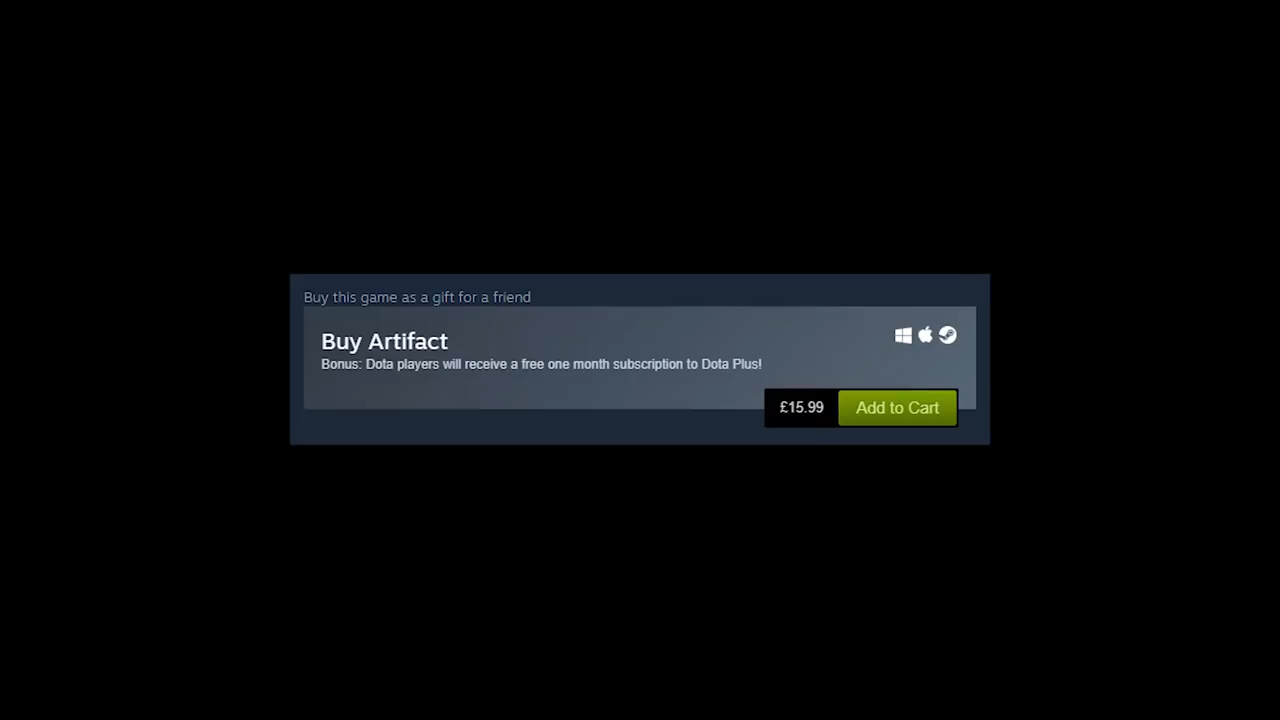 Buy this game as a gift for a friend
Buy Artifact
Bonus: Dota players will receive a free one month subscription to Dota Plus!
£15.99 Add to Cart